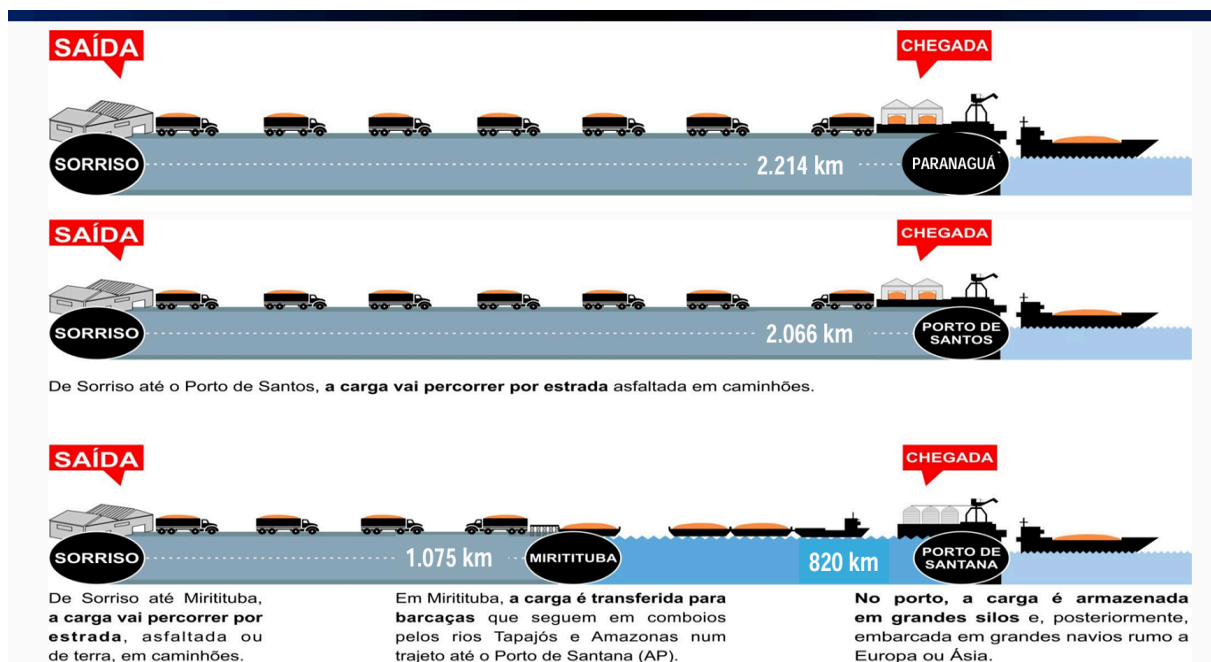 SAÍDA
CHEGADA
SORRISO
2.214 km
PARANAGUÁ
SAÍDA
CHEGADA
SORRISO
2.066 km
PORTO DE
SANTOS
De Sorriso até o Porto de Santos, a carga vai percorrer por estrada asfaltada em caminhões.
SAÍDA
CHEGADA
SORRISO
1.075 km
MIRITITUBA
820 km
PORTO DE
SANTANA
De Sorriso até Miritituba,
a carga vai percorrer por
estrada, asfaltada ou
de terra, em caminhões.
Em Miritituba, a carga é transferida para
barcaças que seguem em comboios
pelos rios Tapajós e Amazonas num
trajeto até o Porto de Santana (AP).
No porto, a carga é armazenada
em grandes silos e, posteriormente,
embarcada em grandes navios rumo a
Europa ou Ásia.